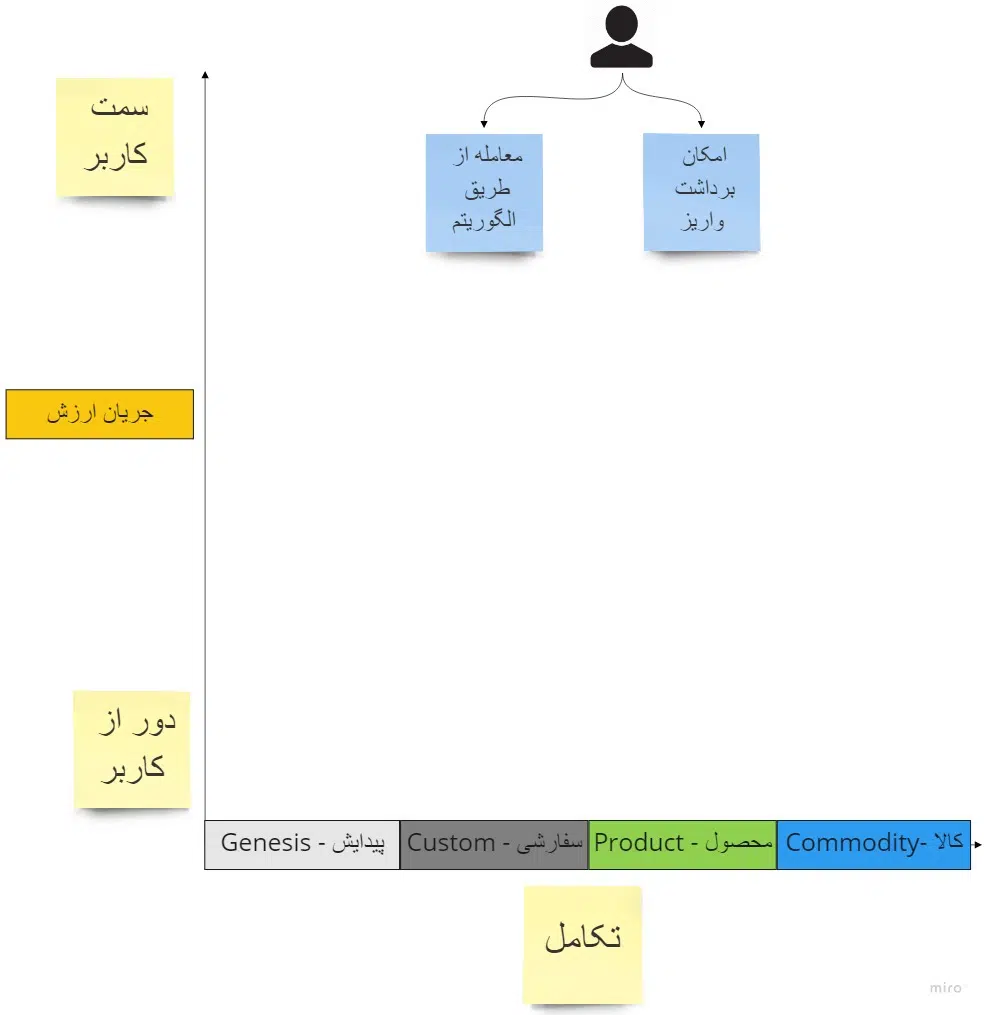 سمت
کاربر
معامله از
طریق
الگوریتم
امکان
برداشت
واریز
جریان ارزش
دور از
کاربر
Genesis - پیدایش
Custom - سفارشی
Product - محصول
Commodity- کالا
تکامل
miro